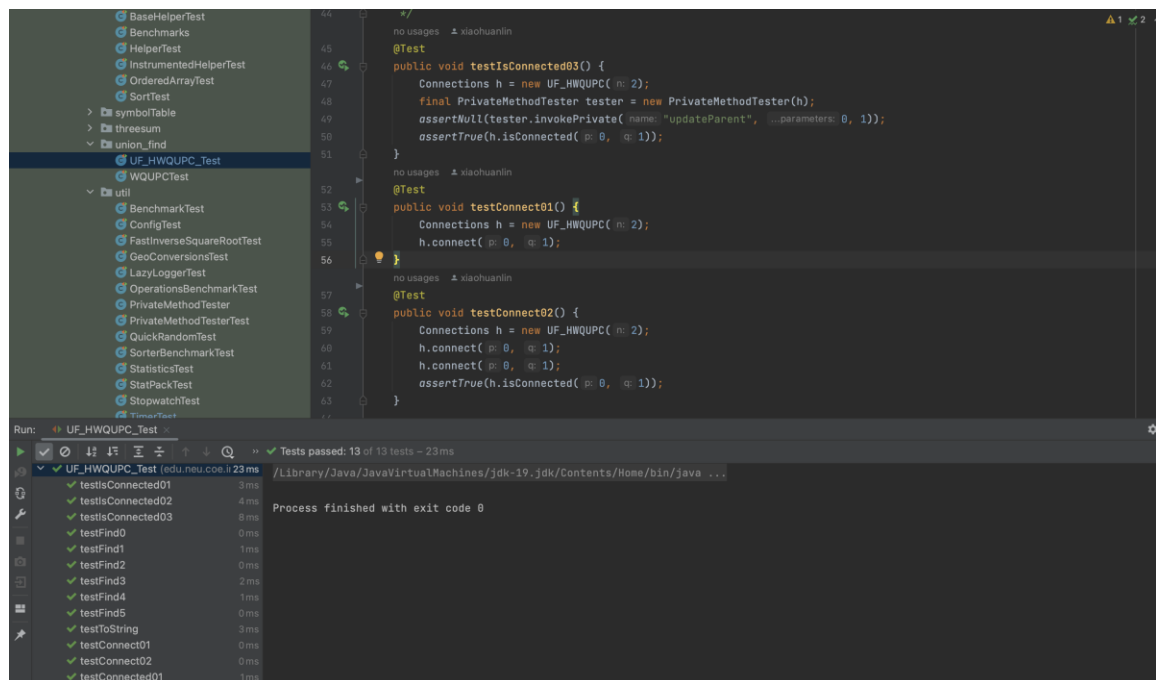 BaseHelperTest
Benchmarks
HelperTest
InstrumentedHelperTest
OrderedArrayTest
SortTest
symbolTable
threesum
union_find
UF_HWQUPC_Test
WQUPCTest
util
BenchmarkTest
ConfigTest
FastInverseSquareRootTest
GeoConversionsTest
LazyLoggerTest
OperationsBenchmarkTest
PrivateMethodTester
PrivateMethodTesterTest
QuickRandomTest
SorterBenchmarkTest
StatisticsTest
StatPackTest
StopwatchTest
TimerTest
44 */
1 2
no usages xiaohuanlin
45 @Test
46 public void testIsConnected03() {
47 Connections h = new UF_HWQUPC( n: 2);
48 final PrivateMethodTester tester = new PrivateMethodTester(h);
49 assertNull(tester.invokePrivate( name: "updateParent", ...parameters: 0, 1));
50 assertTrue(h.isConnected( p: 0, q: 1));
51 }
no usages xiaohuanlin
52 @Test
53 public void testConnect01() {
54 Connections h = new UF_HWQUPC( n: 2);
55 h.connect( p: 0, q: 1);
56 }
no usages xiaohuanlin
57 @Test
58 public void testConnect02() {
59 Connections h = new UF_HWQUPC( n: 2);
60 h.connect( p: 0, q: 1);
61 h.connect( p: 0, q: 1);
62 assertTrue(h.isConnected( p: 0, q: 1));
63 }
Run: UF_HWQUPC_Test
Tests passed: 13 of 13 tests – 23 ms
UF_HWQUPC_Test (edu.neu.coe.ii 23 ms
testIsConnected01 3 ms
testIsConnected02 4 ms
testIsConnected03 8 ms
testFind0 0 ms
testFind1 1 ms
testFind2 0 ms
testFind3 2 ms
testFind4 1 ms
testFind5 0 ms
testToString 3 ms
testConnect01 0 ms
testConnect02 0 ms
testConnected01 1 ms
/Library/Java/JavaVirtualMachines/jdk-19.jdk/Contents/Home/bin/java ...
Process finished with exit code 0